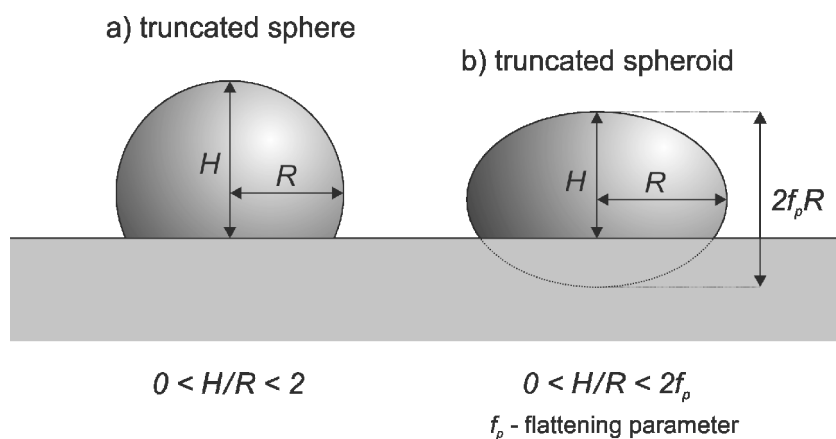 a) truncated sphere
H
R
0 < H/R < 2
b) truncated spheroid
H
R
2fₚR
0 < H/R < 2fₚ
fₚ - flattening parameter